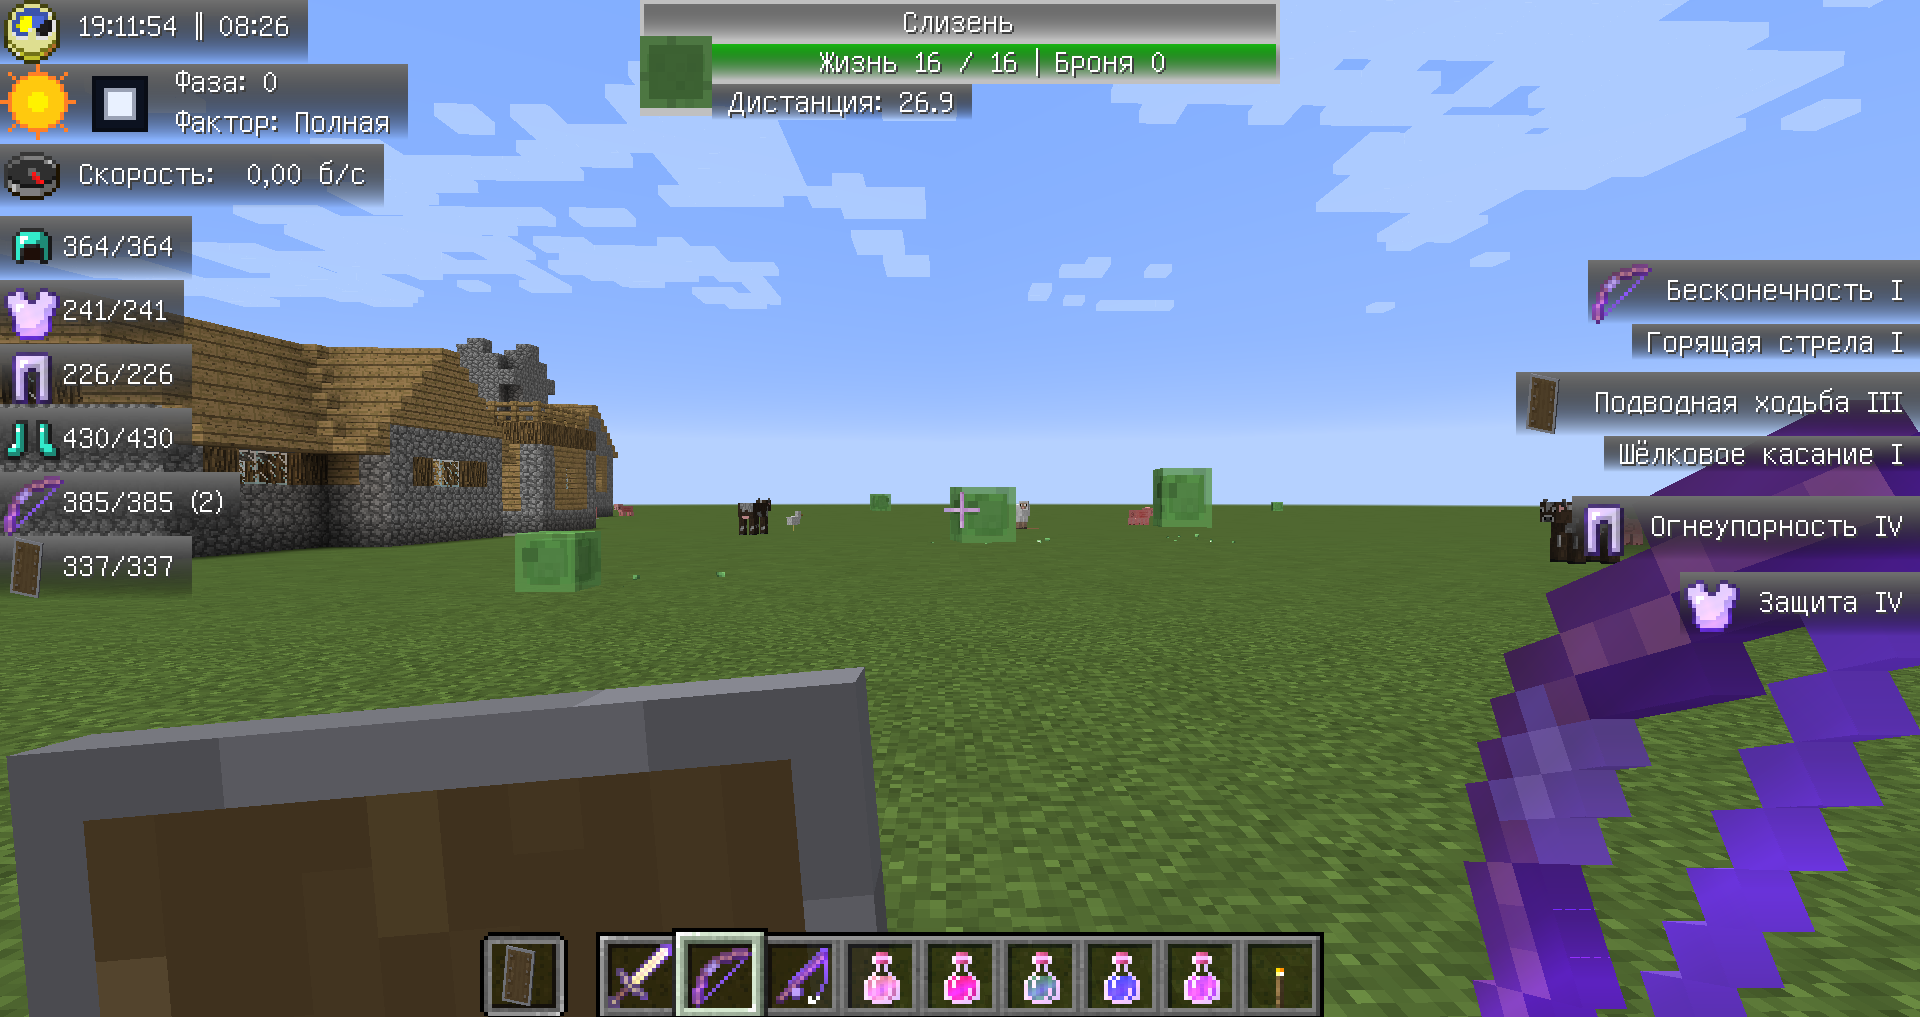 19:11:54 ‖ 08:26
Фаза: 0
Фактор: Полная
Скорость: 0,00 б/с
364/364
241/241
226/226
430/430
385/385 (2)
337/337
Слизень
Жизнь 16 / 16 | Броня 0
Дистанция: 26.9
Бесконечность I
Горящая стрела I
Подводная ходьба III
Шёлковое касание I
Огнеупорность IV
Защита IV